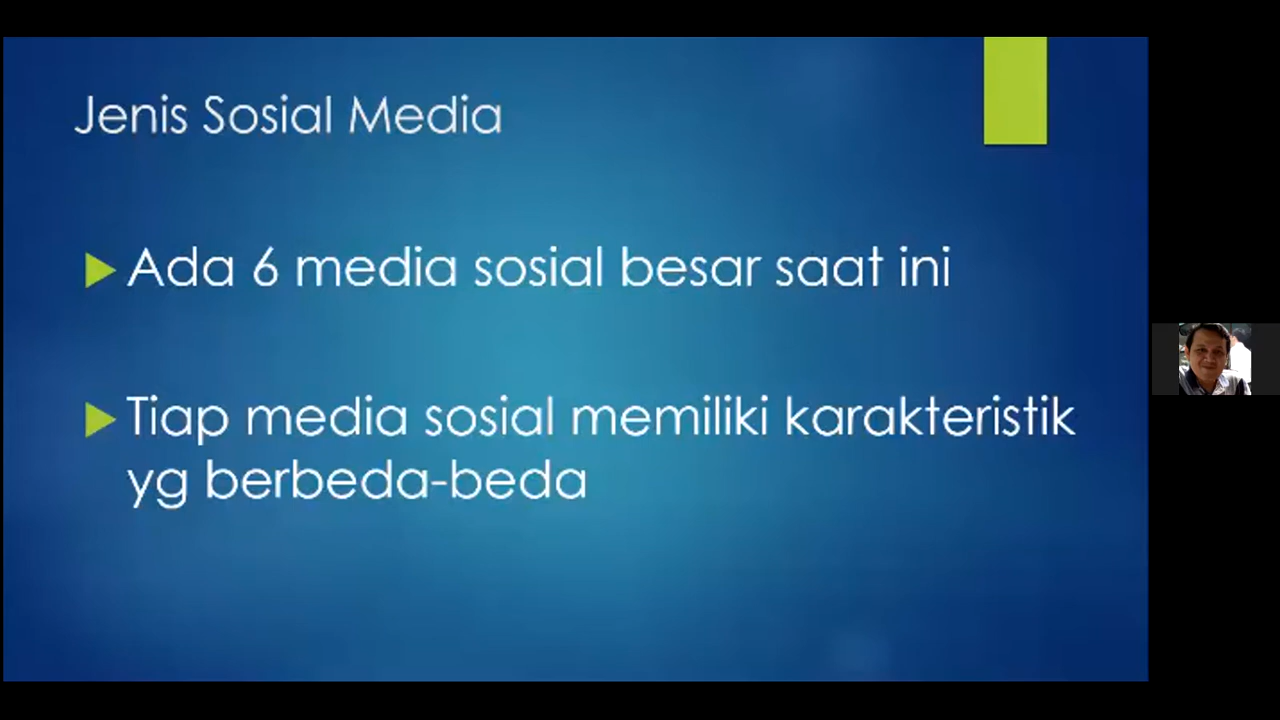 Jenis Sosial Media
Ada 6 media sosial besar saat ini
Tiap media sosial memiliki karakteristik
yg berbeda-beda